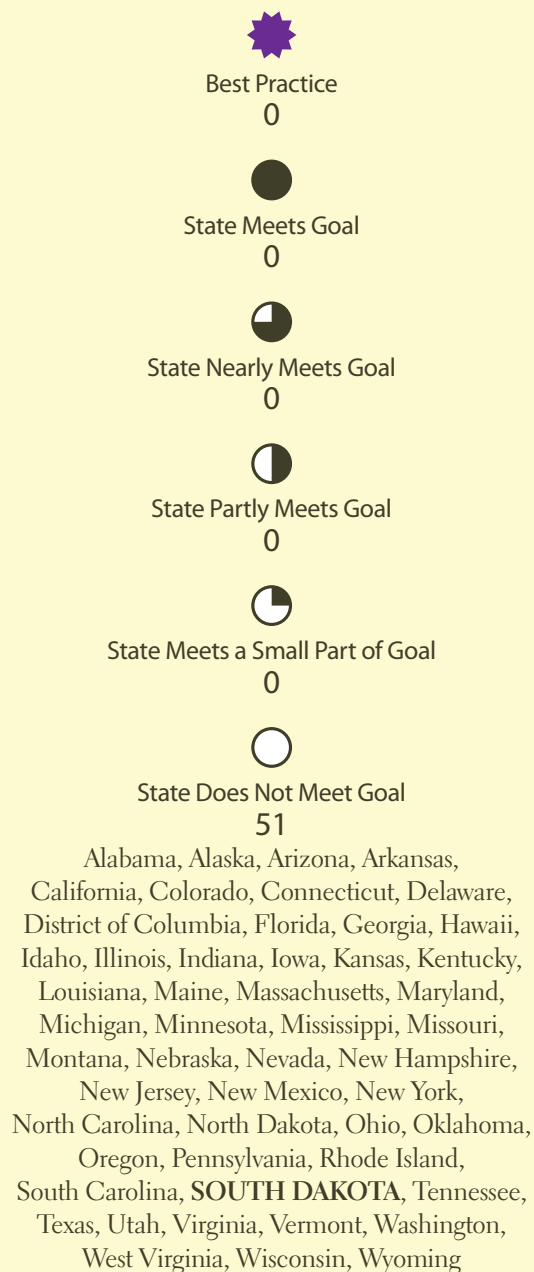 Best Practice
0
State Meets Goal
0
State Nearly Meets Goal
0
State Partly Meets Goal
0
State Meets a Small Part of Goal
0
State Does Not Meet Goal
51
Alabama, Alaska, Arizona, Arkansas,
California, Colorado, Connecticut, Delaware,
District of Columbia, Florida, Georgia, Hawaii,
Idaho, Illinois, Indiana, Iowa, Kansas, Kentucky,
Louisiana, Maine, Massachusetts, Maryland,
Michigan, Minnesota, Mississippi, Missouri,
Montana, Nebraska, Nevada, New Hampshire,
New Jersey, New Mexico, New York,
North Carolina, North Dakota, Ohio, Oklahoma,
Oregon, Pennsylvania, Rhode Island,
South Carolina, SOUTH DAKOTA, Tennessee,
Texas, Utah, Virginia, Vermont, Washington,
West Virginia, Wisconsin, Wyoming